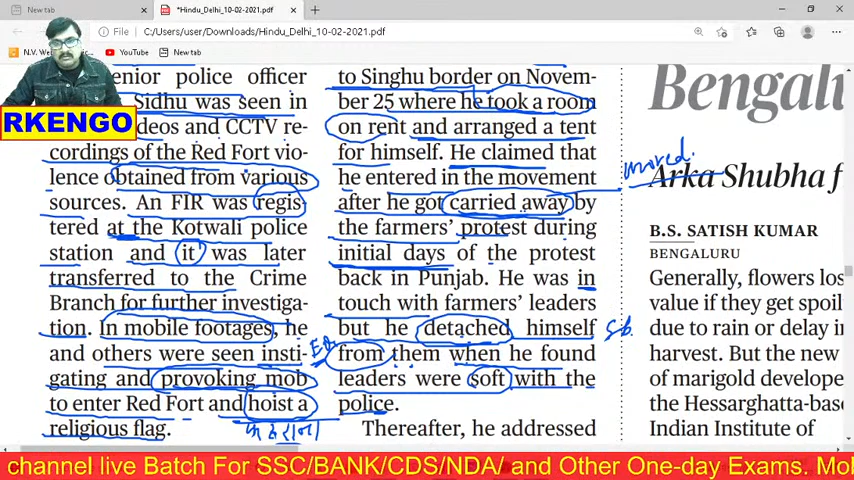 New tab
*Hindu_Delhi_10-02-2021.pdf
File C:/Users/user/Downloads/Hindu_Delhi_10-02-2021.pdf
YouTube New tab
RKENGO
enior police officer
Sidhu was seen in
deos and CCTV re-
cordings of the Red Fort vio-
lence obtained from various
sources. An FIR was regis-
tered at the Kotwali police
station and it was later
transferred to the Crime
Branch for further investiga-
tion. In mobile footages, he
and others were seen insti-
gating and provoking mob
to enter Red Fort and hoist a
religious flag.
to Singhu border on Novem-
ber 25 where he took a room
on rent and arranged a tent
for himself. He claimed that
he entered in the movement
after he got carried away by
the farmers' protest during
initial days of the protest
back in Punjab. He was in
touch with farmers' leaders
but he detached himself
from them when he found
leaders were soft with the
police.
Thereafter, he addressed
moved.
Bengalu
Arka Shubha f
B.S. SATISH KUMAR
BENGALURU
Generally, flowers los
value if they get spoil
due to rain or delay in
harvest. But the new
of marigold develope
the Hessarghatta-base
Indian Institute of
channel live Batch For SSC/BANK/CDS/NDA/ and Other One-day Exams. Mol